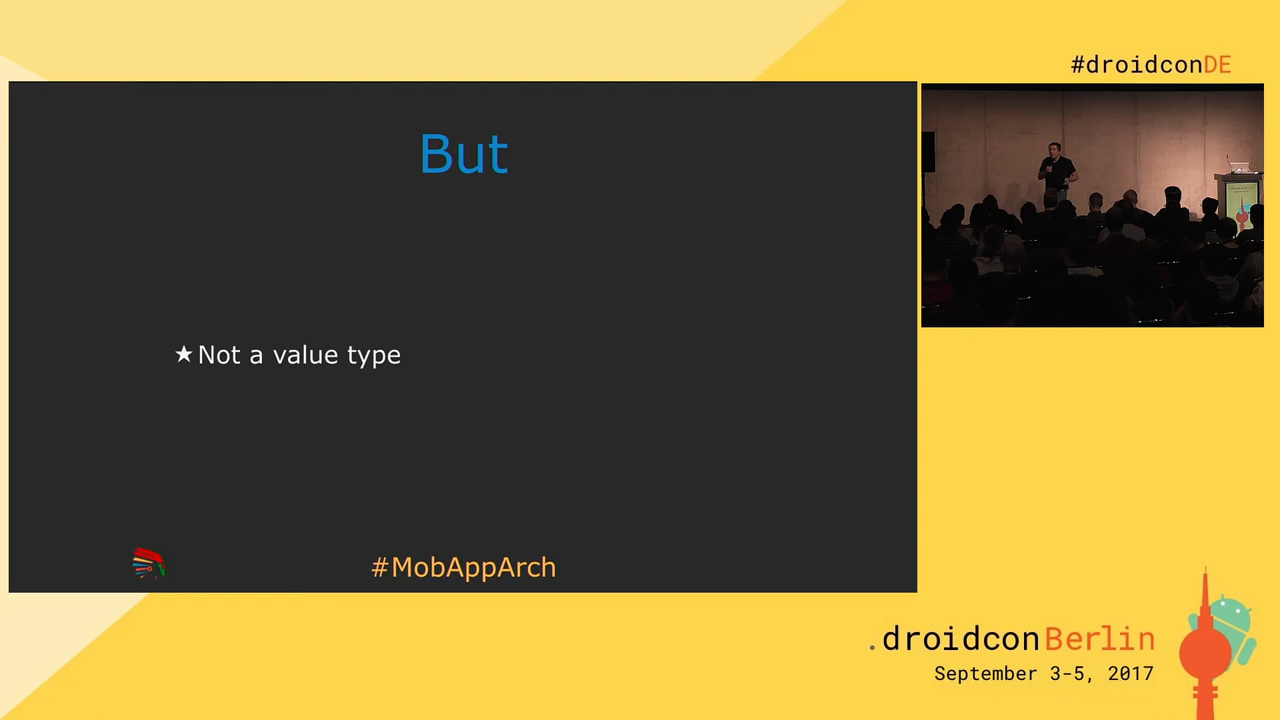 #droidconDE
But
★Not a value type
#MobAppArch
.droidconBerlin
September 3-5, 2017